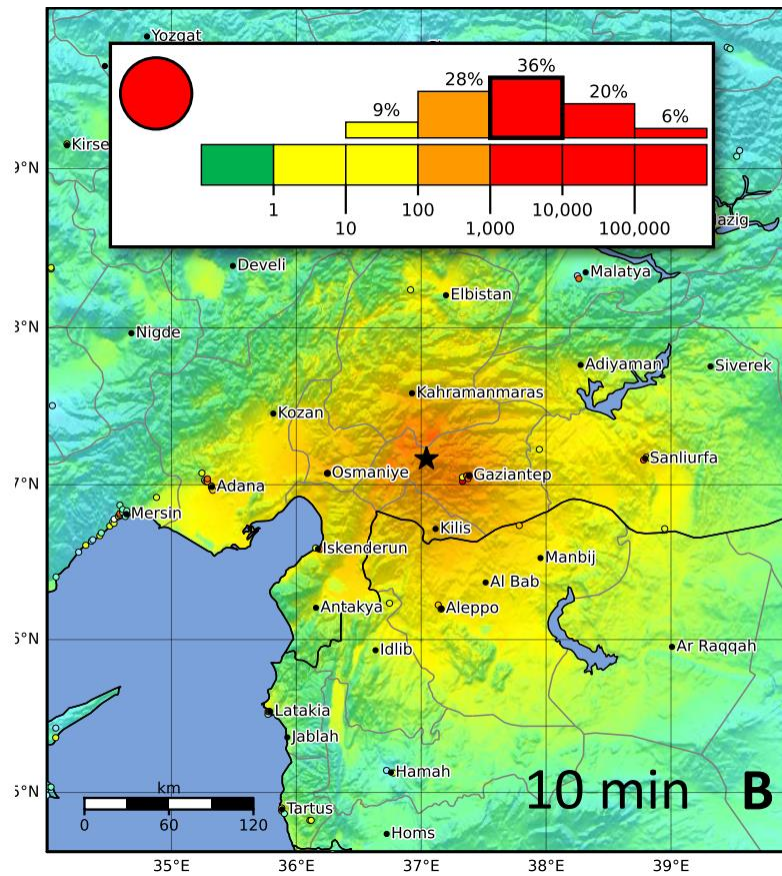 Yozgat
Kirse
9%
28%
36%
20%
6%
1
10
100
1,000
10,000
100,000
azig
9°N
Develi
Malatya
Elbistan
8°N
Nigde
Adiyaman
Siverek
Kahramanmaras
Kozan
Sanliurfa
Osmaniye
Gaziantep
7°N
Adana
Mersin
Kilis
Iskenderun
Manbij
Al Bab
Antakya
Aleppo
6°N
Idlib
Ar Raqqah
Latakia
Jablah
Hamah
5°N
km
0 60 120
Tartus
Homs
10 min B
35°E 36°E 37°E 38°E 39°E